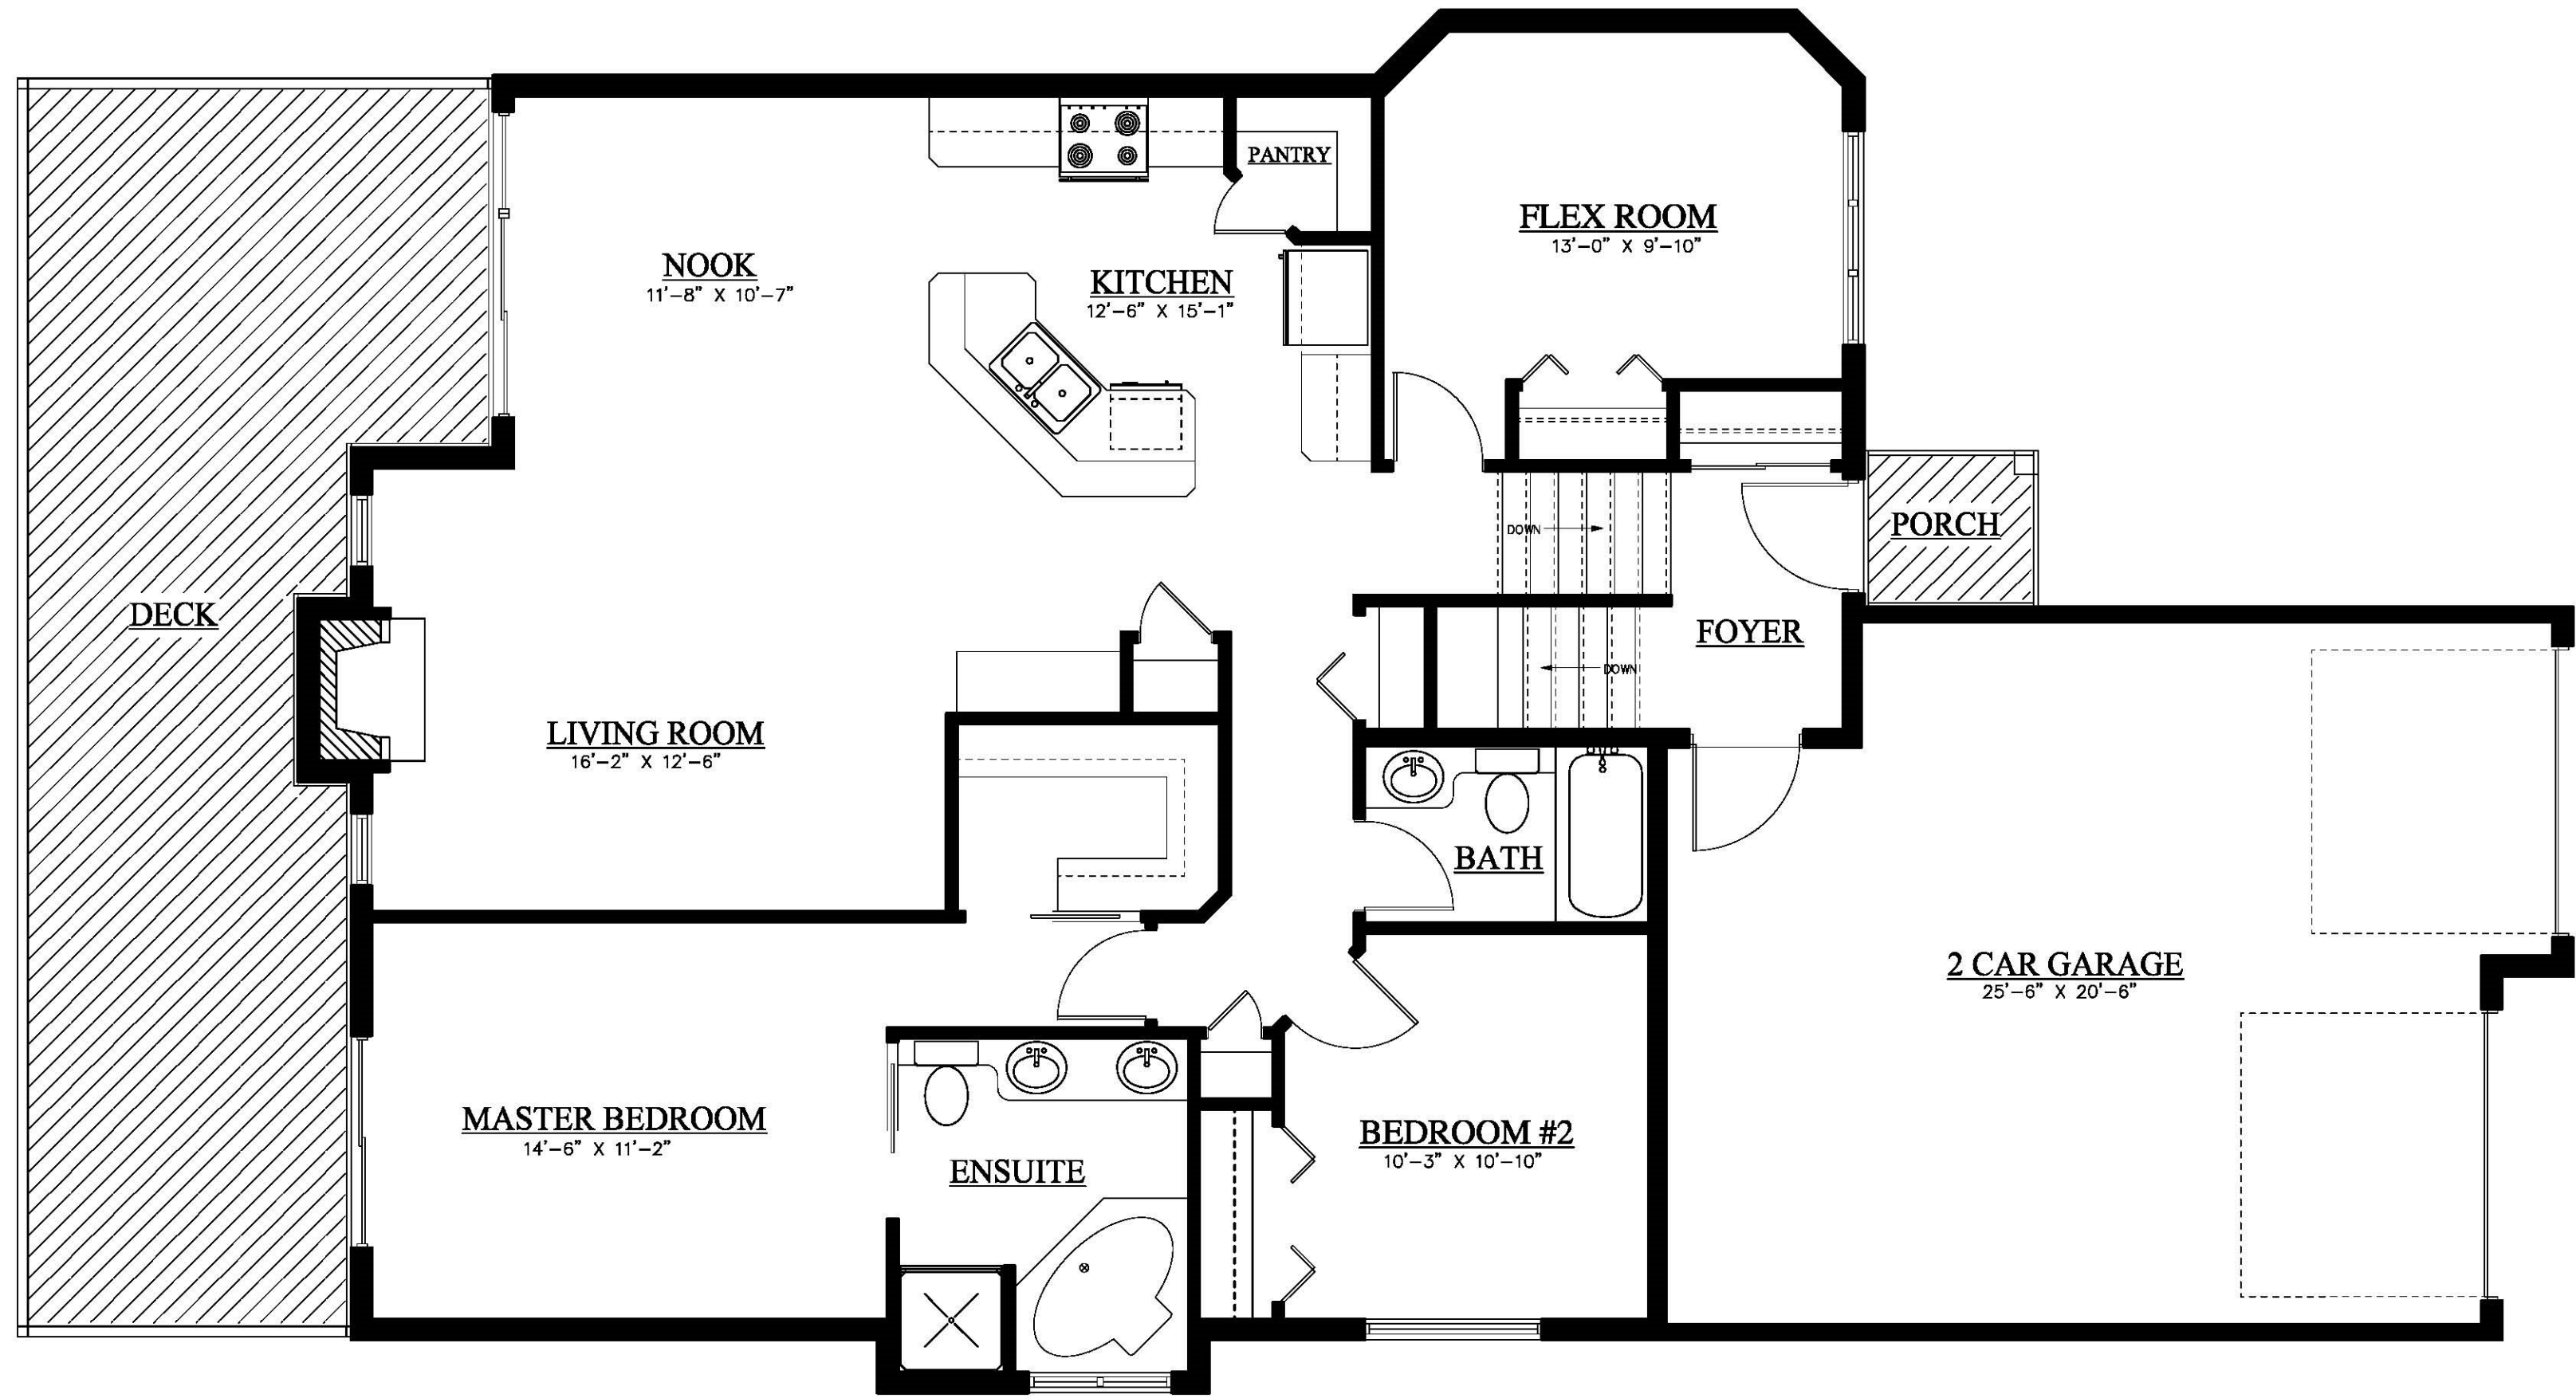 PANTRY
FLEX ROOM
13'-0" X 9'-10"
NOOK
11'-8" X 10'-7"
KITCHEN
12'-6" X 15'-1"
DOWN
PORCH
DECK
FOYER
DOWN
LIVING ROOM
16'-2" X 12'-6"
BATH
2 CAR GARAGE
25'-6" X 20'-6"
MASTER BEDROOM
14'-6" X 11'-2"
BEDROOM #2
10'-3" X 10'-10"
ENSUITE